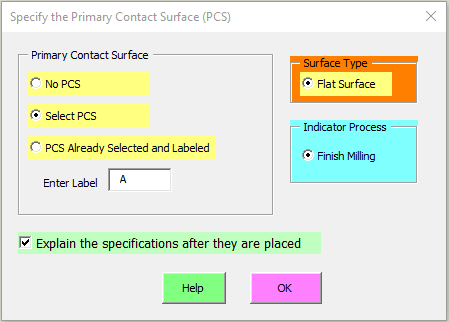 Specify the Primary Contact Surface (PCS)
Primary Contact Surface
No PCS
Select PCS
PCS Already Selected and Labeled
Enter Label A
Surface Type
Flat Surface
Indicator Process
Finish Milling
Explain the specifications after they are placed
Help
OK